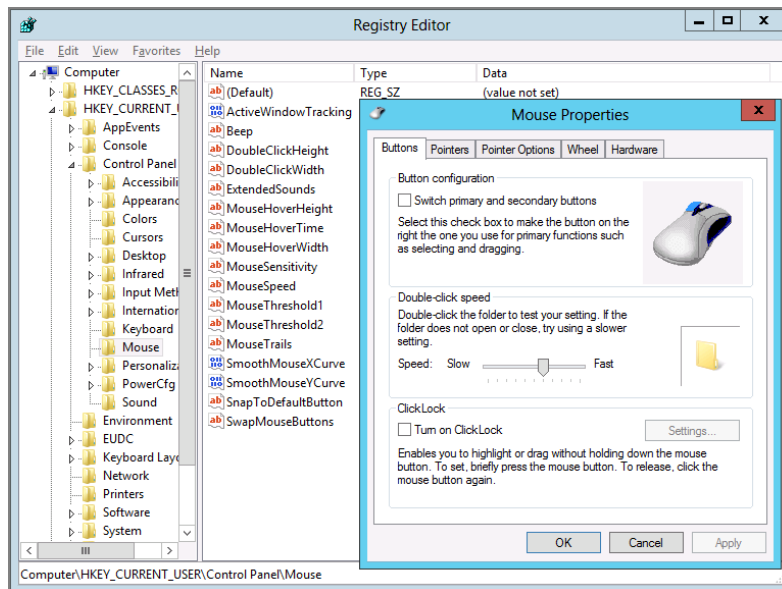 Registry Editor
File Edit View Favorites Help
Computer
HKEY_CLASSES_R
HKEY_CURRENT_U
AppEvents
Console
Control Panel
Accessibili
Appearanc
Colors
Cursors
Desktop
Infrared
Input Meth
Internation
Keyboard
Mouse
Personaliza
PowerCfg
Sound
Environment
EUDC
Keyboard Layo
Network
Printers
Software
System
Name Type Data
(Default) REG_SZ (value not set)
ActiveWindowTracking
Beep
DoubleClickHeight
DoubleClickWidth
ExtendedSounds
MouseHoverHeight
MouseHoverTime
MouseHoverWidth
MouseSensitivity
MouseSpeed
MouseThreshold1
MouseThreshold2
MouseTrails
SmoothMouseXCurve
SmoothMouseYCurve
SnapToDefaultButton
SwapMouseButtons
Mouse Properties
Buttons Pointers Pointer Options Wheel Hardware
Button configuration
Switch primary and secondary buttons
Select this check box to make the button on the
right the one you use for primary functions such
as selecting and dragging.
Double-click speed
Double-click the folder to test your setting. If the
folder does not open or close, try using a slower
setting.
Speed: Slow Fast
ClickLock
Turn on ClickLock Settings...
Enables you to highlight or drag without holding down the mouse
button. To set, briefly press the mouse button. To release, click the
mouse button again.
OK Cancel Apply
Computer\HKEY_CURRENT_USER\Control Panel\Mouse